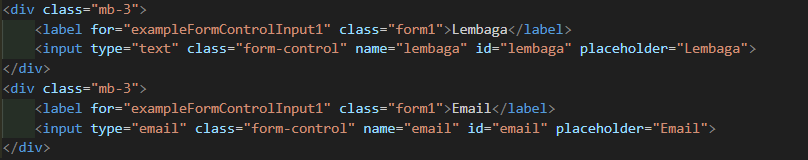 <div class="mb-3">
<label for="exampleFormControlInput1" class="form1">Lembaga</label>
<input type="text" class="form-control" name="lembaga" id="lembaga" placeholder="Lembaga">
</div>
<div class="mb-3">
<label for="exampleFormControlInput1" class="form1">Email</label>
<input type="email" class="form-control" name="email" id="email" placeholder="Email">
</div>